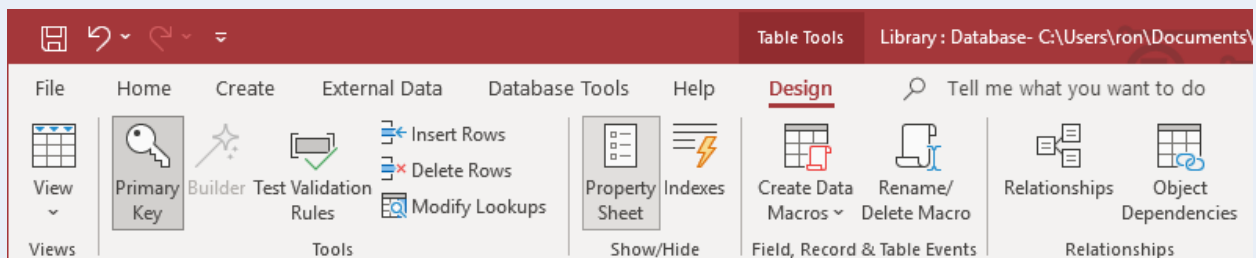 Table Tools Library : Database- C:\Users\ron\Documents\
File Home Create External Data Database Tools Help Design Tell me what you want to do
View
Primary Key
Builder
Test Validation Rules
Insert Rows
Delete Rows
Modify Lookups
Property Sheet
Indexes
Create Data Macros
Rename/ Delete Macro
Relationships
Object Dependencies
Views Tools Show/Hide Field, Record & Table Events Relationships